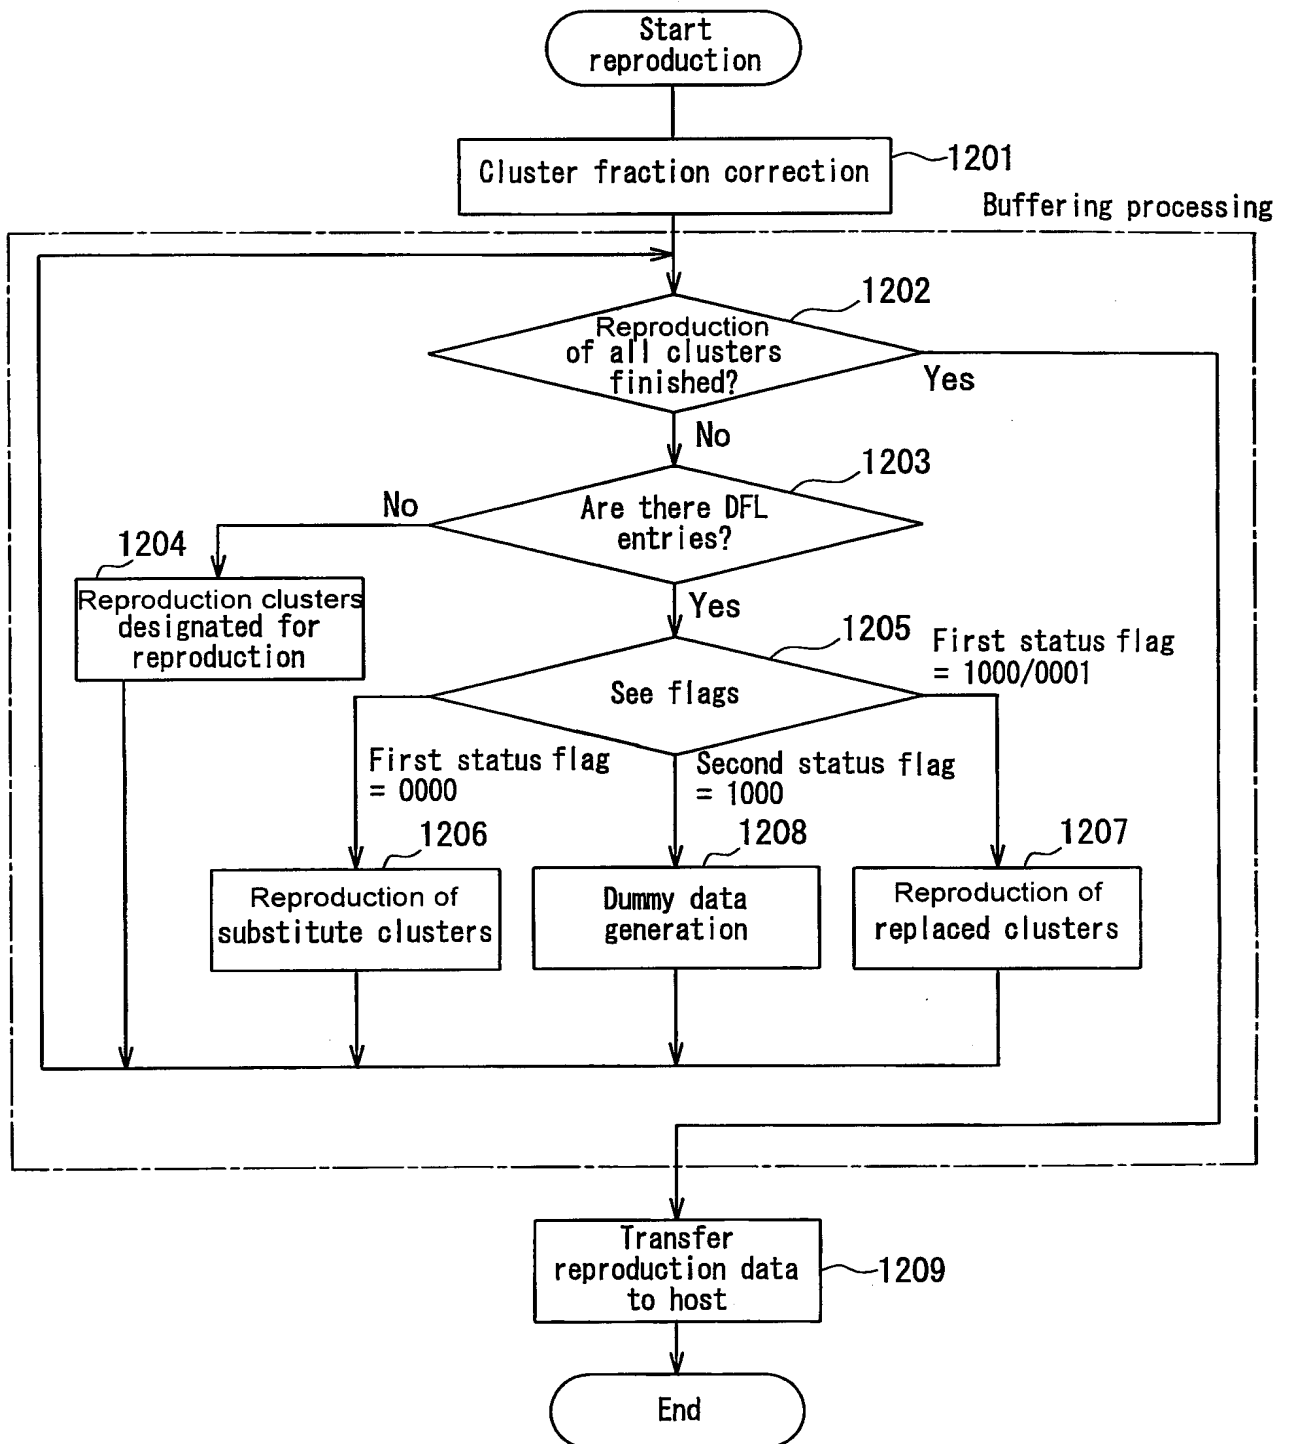 Start
reproduction
Cluster fraction correction
1201
Buffering processing
1202
Reproduction
of all clusters
finished?
Yes
No
1203
Are there DFL
entries?
No
1204
Reproduction clusters
designated for
reproduction
Yes
1205
First status flag
= 1000/0001
See flags
First status flag
= 0000
Second status flag
= 1000
1206
1208
1207
Reproduction of
substitute clusters
Dummy data
generation
Reproduction of
replaced clusters
Transfer
reproduction data
to host
1209
End